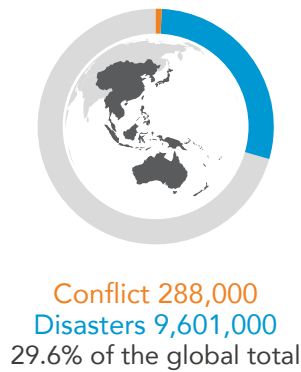 Conflict 288,000
Disasters 9,601,000
29.6% of the global total